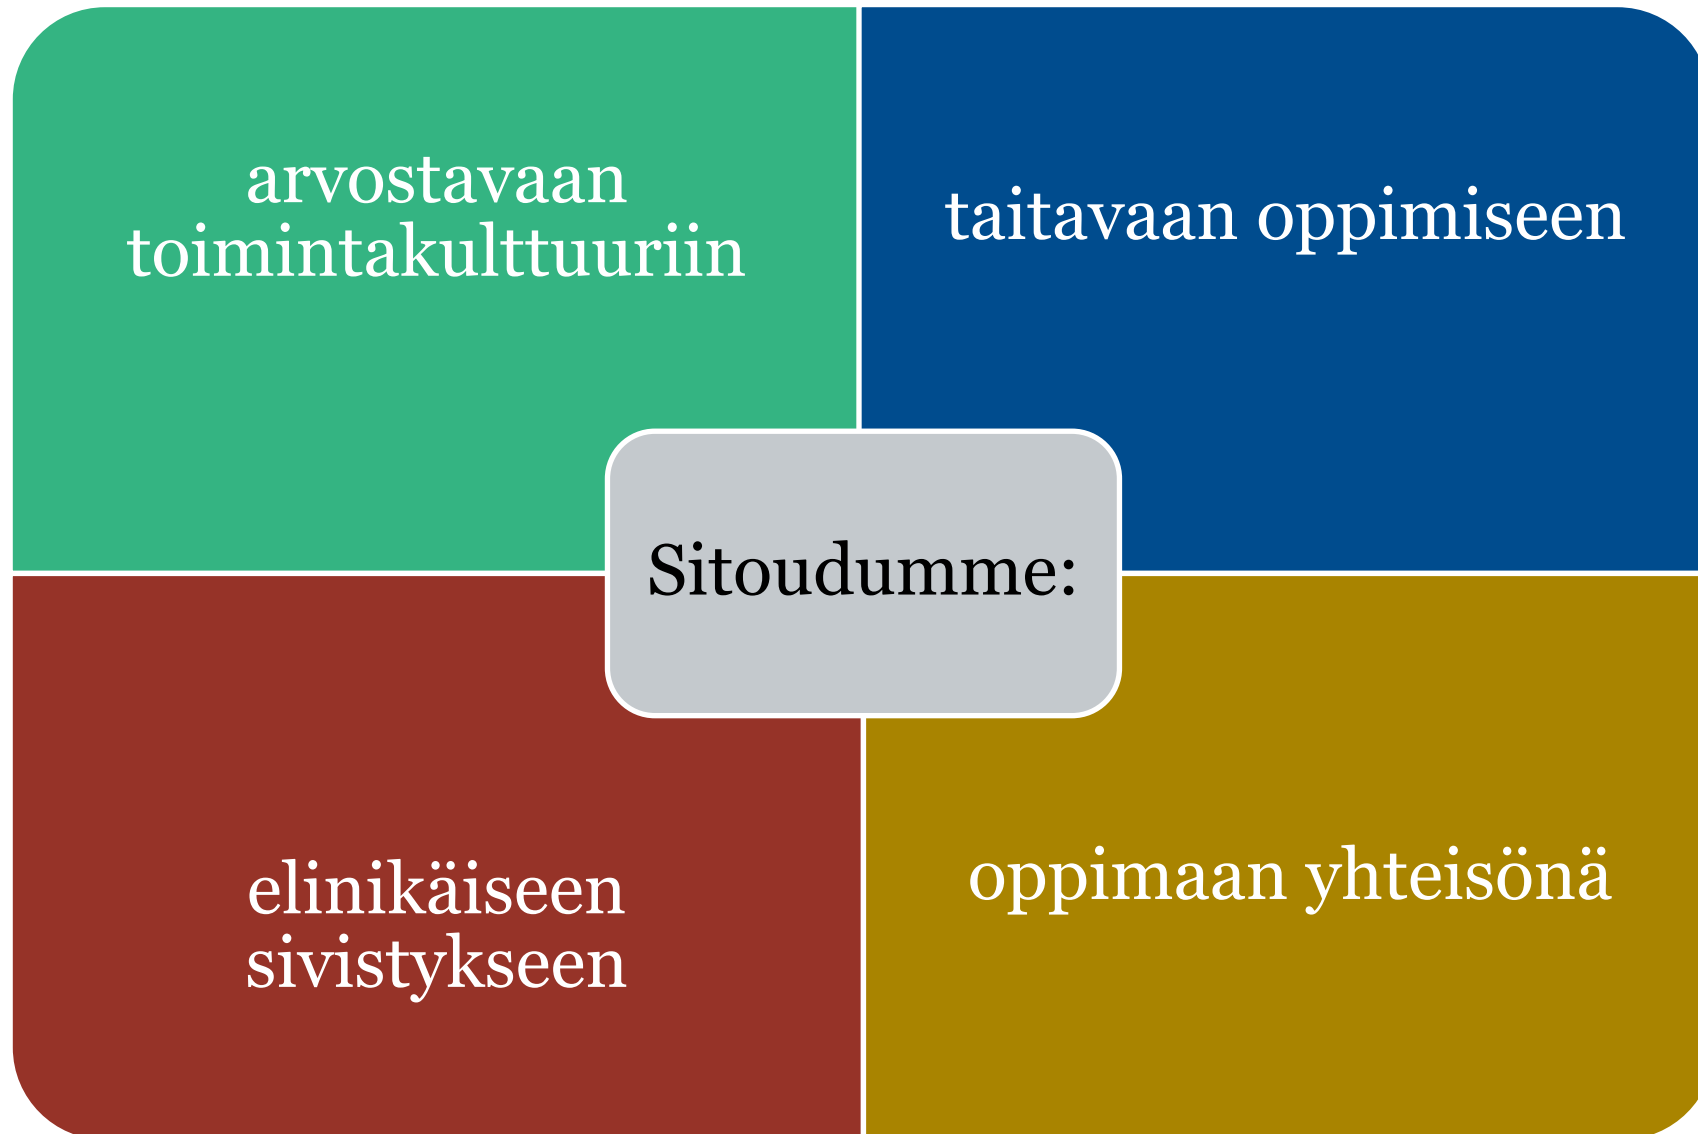 arvostavaan
toimintakulttuuriin
taitavaan oppimiseen
Sitoudumme:
elinikäiseen
sivistykseen
oppimaan yhteisönä